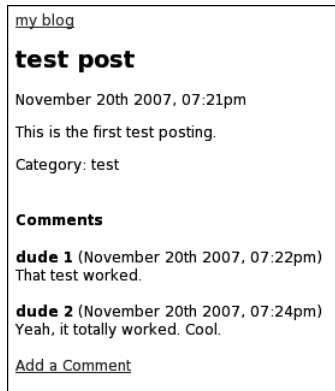 my blog
test post
November 20th 2007, 07:21pm
This is the first test posting.
Category: test
Comments
dude 1 (November 20th 2007, 07:22pm)
That test worked.
dude 2 (November 20th 2007, 07:24pm)
Yeah, it totally worked. Cool.
Add a Comment